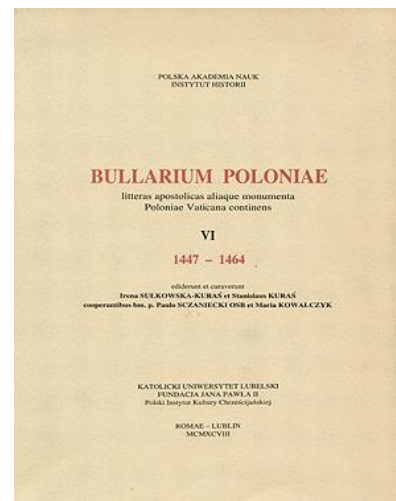 POLSKA AKADEMIA NAUK
INSTYTUT HISTORII
BULLARIUM POLONIAE
litteras apostolicas aliaque monumenta
Poloniae Vaticana continens
VI
1447 – 1464
ediderunt et curaverunt
Irena SUŁKOWSKA-KURAŚ et Stanislaus KURAŚ
cooperantibus hm. p. Paulo SCZANIECKI OSB et Maria KOWALCZYK
KATOLICKI UNIWERSYTET LUBELSKI
FUNDACJA JANA PAWŁA II
Polski Instytut Kultury Chrześcijańskiej
ROMAE – LUBLIN
MCMXCVIII